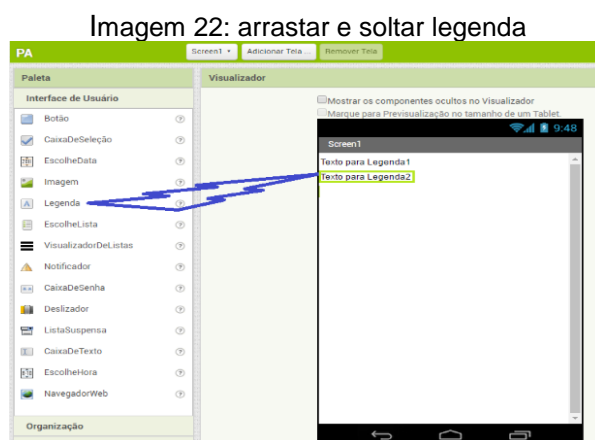 Imagem 22: arrastar e soltar legenda
PA
Screen1
Adicionar Tela ...
Remover Tela
Paleta
Visualizador
Interface de Usuário
Botão
CaixaDeSeleção
EscolheData
Imagem
Legenda
EscolheLista
VisualizadorDeListas
Notificador
CaixaDeSenha
Deslizador
ListaSuspensa
CaixaDeTexto
EscolheHora
NavegadorWeb
Organização
Mostrar os componentes ocultos no Visualizador
Marque para Previsualização no tamanho de um Tablet.
9:48
Screen1
Texto para Legenda1
Texto para Legenda2